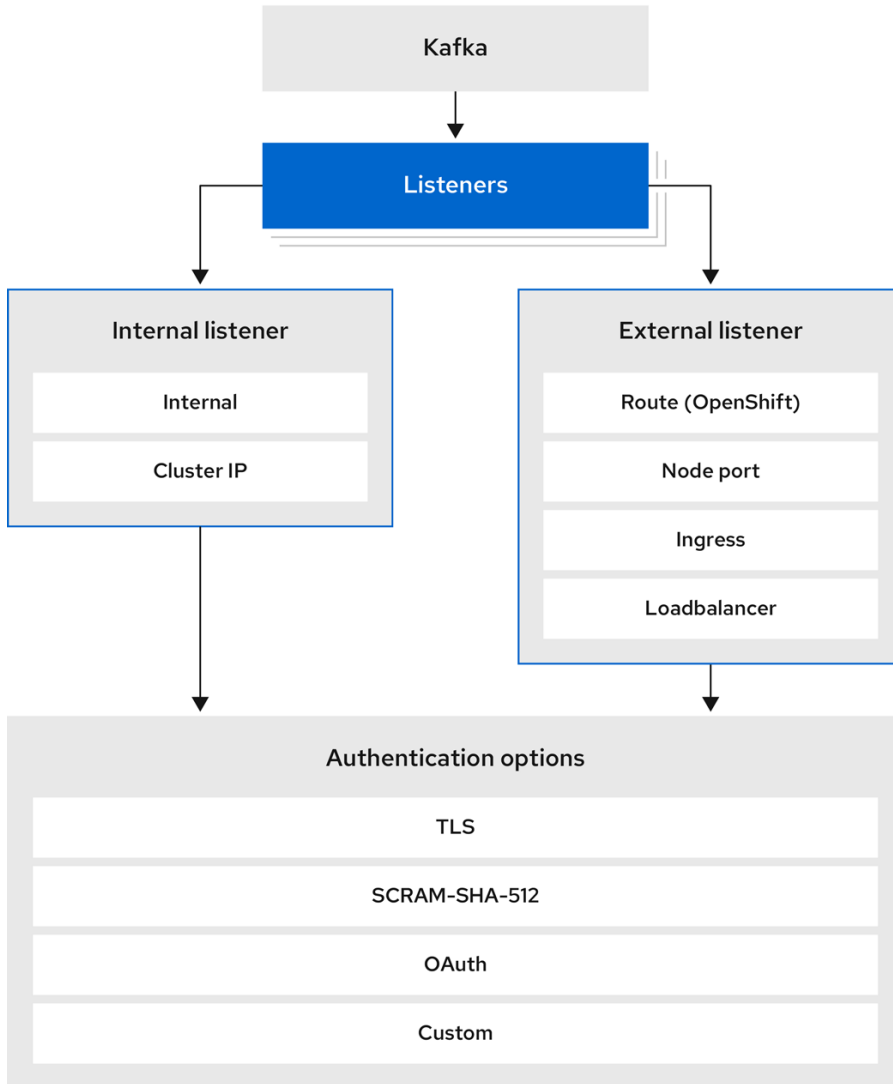 Kafka
Listeners
Internal listener
Internal
Cluster IP
External listener
Route (OpenShift)
Node port
Ingress
Loadbalancer
Authentication options
TLS
SCRAM-SHA-512
OAuth
Custom